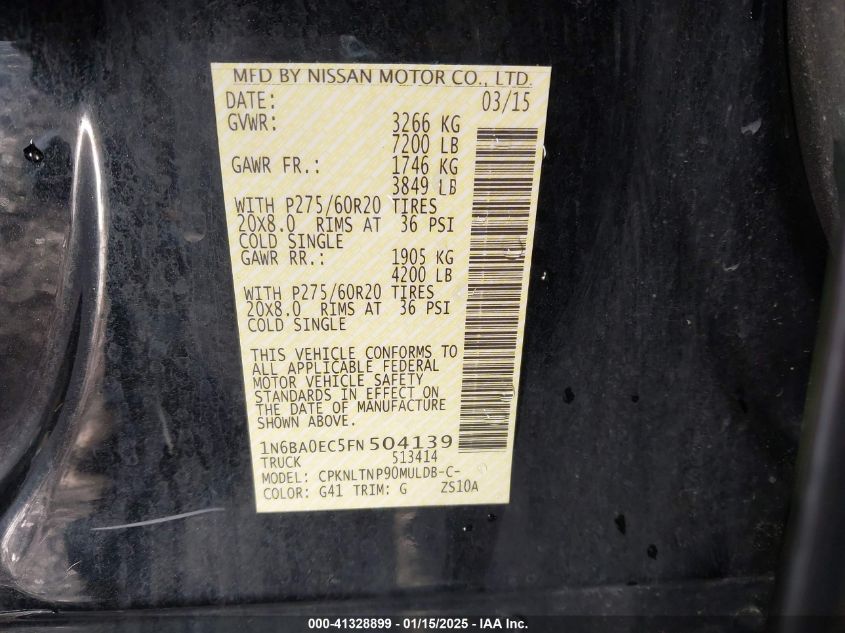 MFD BY NISSAN MOTOR CO., LTD.
DATE: 03/15
GVWR: 3266 KG
7200 LB
GAWR FR.: 1746 KG
3849 LB
WITH P275/60R20 TIRES
20X8.0 RIMS AT 36 PSI
COLD SINGLE
GAWR RR.: 1905 KG
4200 LB
WITH P275/60R20 TIRES
20X8.0 RIMS AT 36 PSI
COLD SINGLE
THIS VEHICLE CONFORMS TO
ALL APPLICABLE FEDERAL
MOTOR VEHICLE SAFETY
STANDARDS IN EFFECT ON
THE DATE OF MANUFACTURE
SHOWN ABOVE.
1N6BA0EC5FN504139
TRUCK 513414
MODEL: CPKNLTNP90MULDB-C-
COLOR: G41 TRIM: G ZS10A
000-41328899 - 01/15/2025 - IAA Inc.